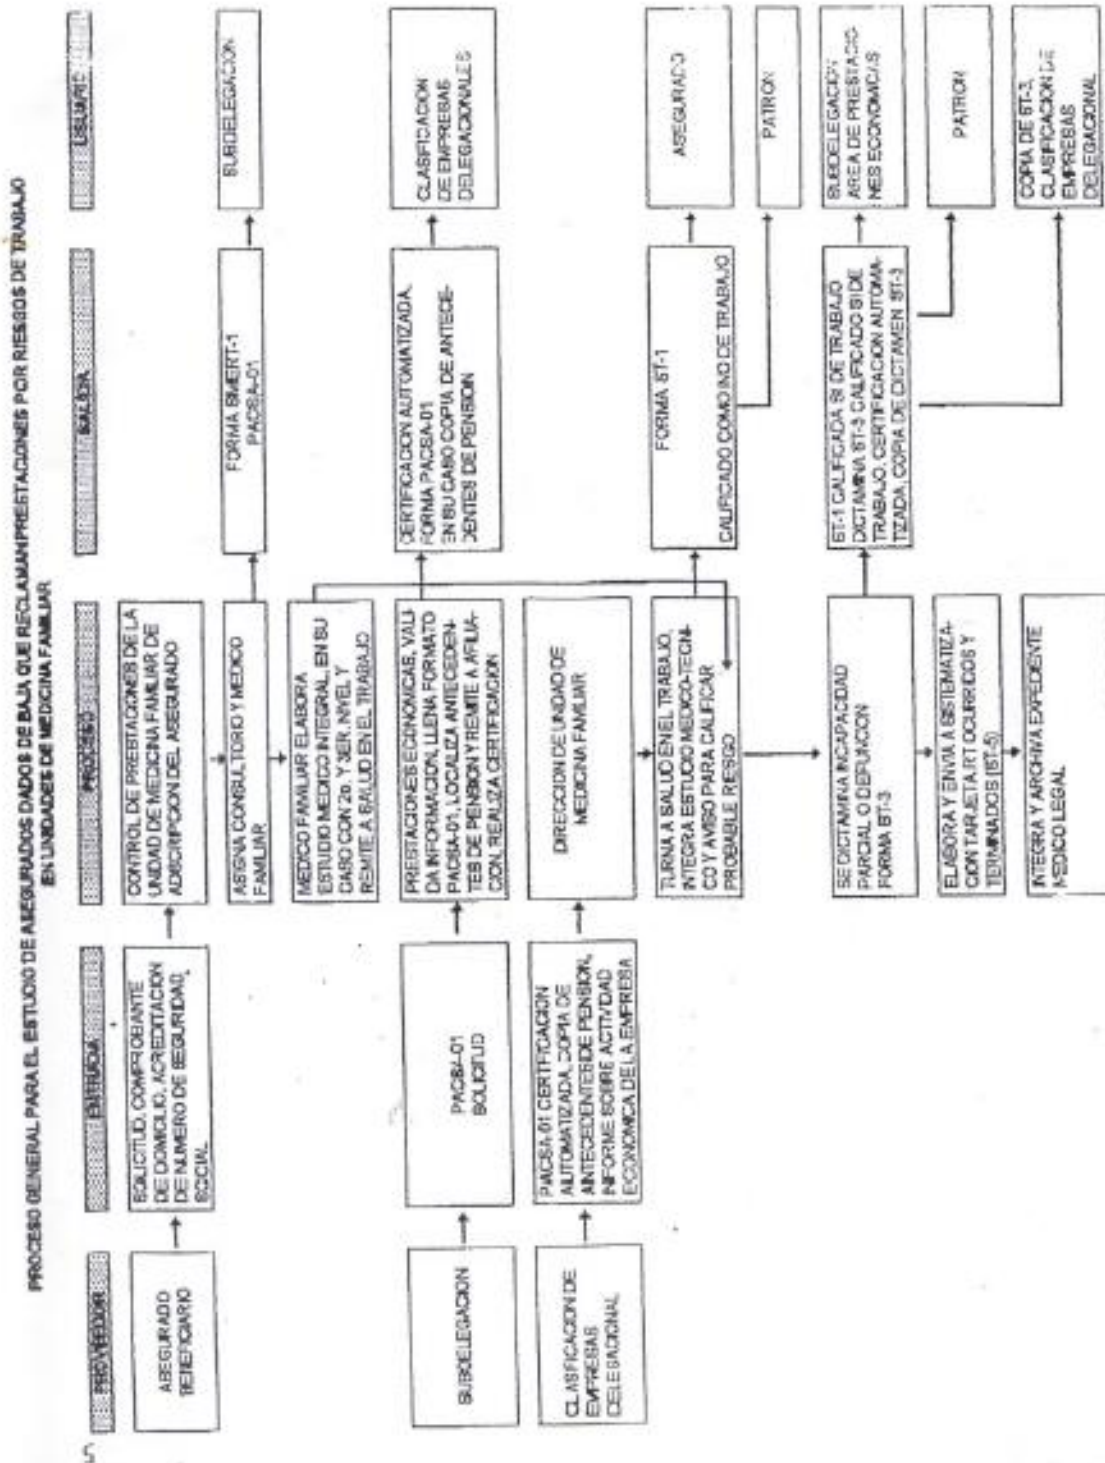 PROCESO GENERAL PARA EL ESTUDIO DE ASEGURADOS DADOS DE BAJA QUE RECLAMAN PRESTACIONES POR RIESGOS DE TRABAJO
EN UNIDADES DE MEDICINA FAMILIAR
PROVEEDOR
ENTRADA
PROCESO
SALIDA
USUARIO
ASEGURADO
BENEFICIARIO
SOLICITUD, COMPROBANTE
DE DOMICILIO, ACREDITACION
DE NUMERO DE SEGURIDAD
SOCIAL
CONTROL DE PRESTACIONES DE LA
UNIDAD DE MEDICINA FAMILIAR DE
ADSCRIPCION DEL ASEGURADO
ASIGNA CONSULTORIO Y MEDICO
FAMILIAR
FORMA SMERT-1
PACSA-01
SUBDELEGACION
MEDICO FAMILIAR ELABORA
ESTUDIO MEDICO INTEGRAL, EN SU
CASO CON 2o. Y 3ER. NIVEL Y
REMITE A SALUD EN EL TRABAJO
SUBDELEGACION
PACSA-01
SOLICITUD
PRESTACIONES ECONOMICAS, VALI-
DA INFORMACION, LLENA FORMATO
PACSA-01, LOCALIZA ANTECEDEN-
TES DE PENSION Y REMITE A AFILIA-
CION, REALIZA CERTIFICACION
CERTIFICACION AUTOMATIZADA,
FORMA PACSA-01
EN SU CASO COPIA DE ANTECE-
DENTES DE PENSION
CLASIFICACION
DE EMPRESAS
DELEGACIONALES
CLASIFICACION DE
EMPRESAS
DELEGACIONAL
PACSA-01 CERTIFICACION
AUTOMATIZADA, COPIA DE
ANTECEDENTES DE PENSION,
INFORME SOBRE ACTIVIDAD
ECONOMICA DE LA EMPRESA
DIRECCION DE UNIDAD DE
MEDICINA FAMILIAR
TURNA A SALUD EN EL TRABAJO,
INTEGRA ESTUDIO MEDICO-TECNI-
CO Y AVISO PARA CALIFICAR
PROBABLE RIESGO
FORMA ST-1
CALIFICADO COMO NO DE TRABAJO
ASEGURADO
PATRON
SE DICTAMINA INCAPACIDAD
PARCIAL O DEFUNCION
FORMA ST-3
ST-1 CALIFICADA SI DE TRABAJO
DICTAMINA ST-3 CALIFICADO SI DE
TRABAJO, CERTIFICACION AUTOMA-
TIZADA, COPIA DE DICTAMEN ST-3
SUBDELEGACION
AREA DE PRESTACIO-
NES ECONOMICAS
PATRON
COPIA DE ST-3,
CLASIFICACION DE
EMPRESAS
DELEGACIONAL
ELABORA Y ENVIA A SISTEMATIZA-
CION TARJETA RT OCURRIDOS Y
TERMINADOS (ST-5)
INTEGRA Y ARCHIVA EXPEDIENTE
MEDICO LEGAL
5